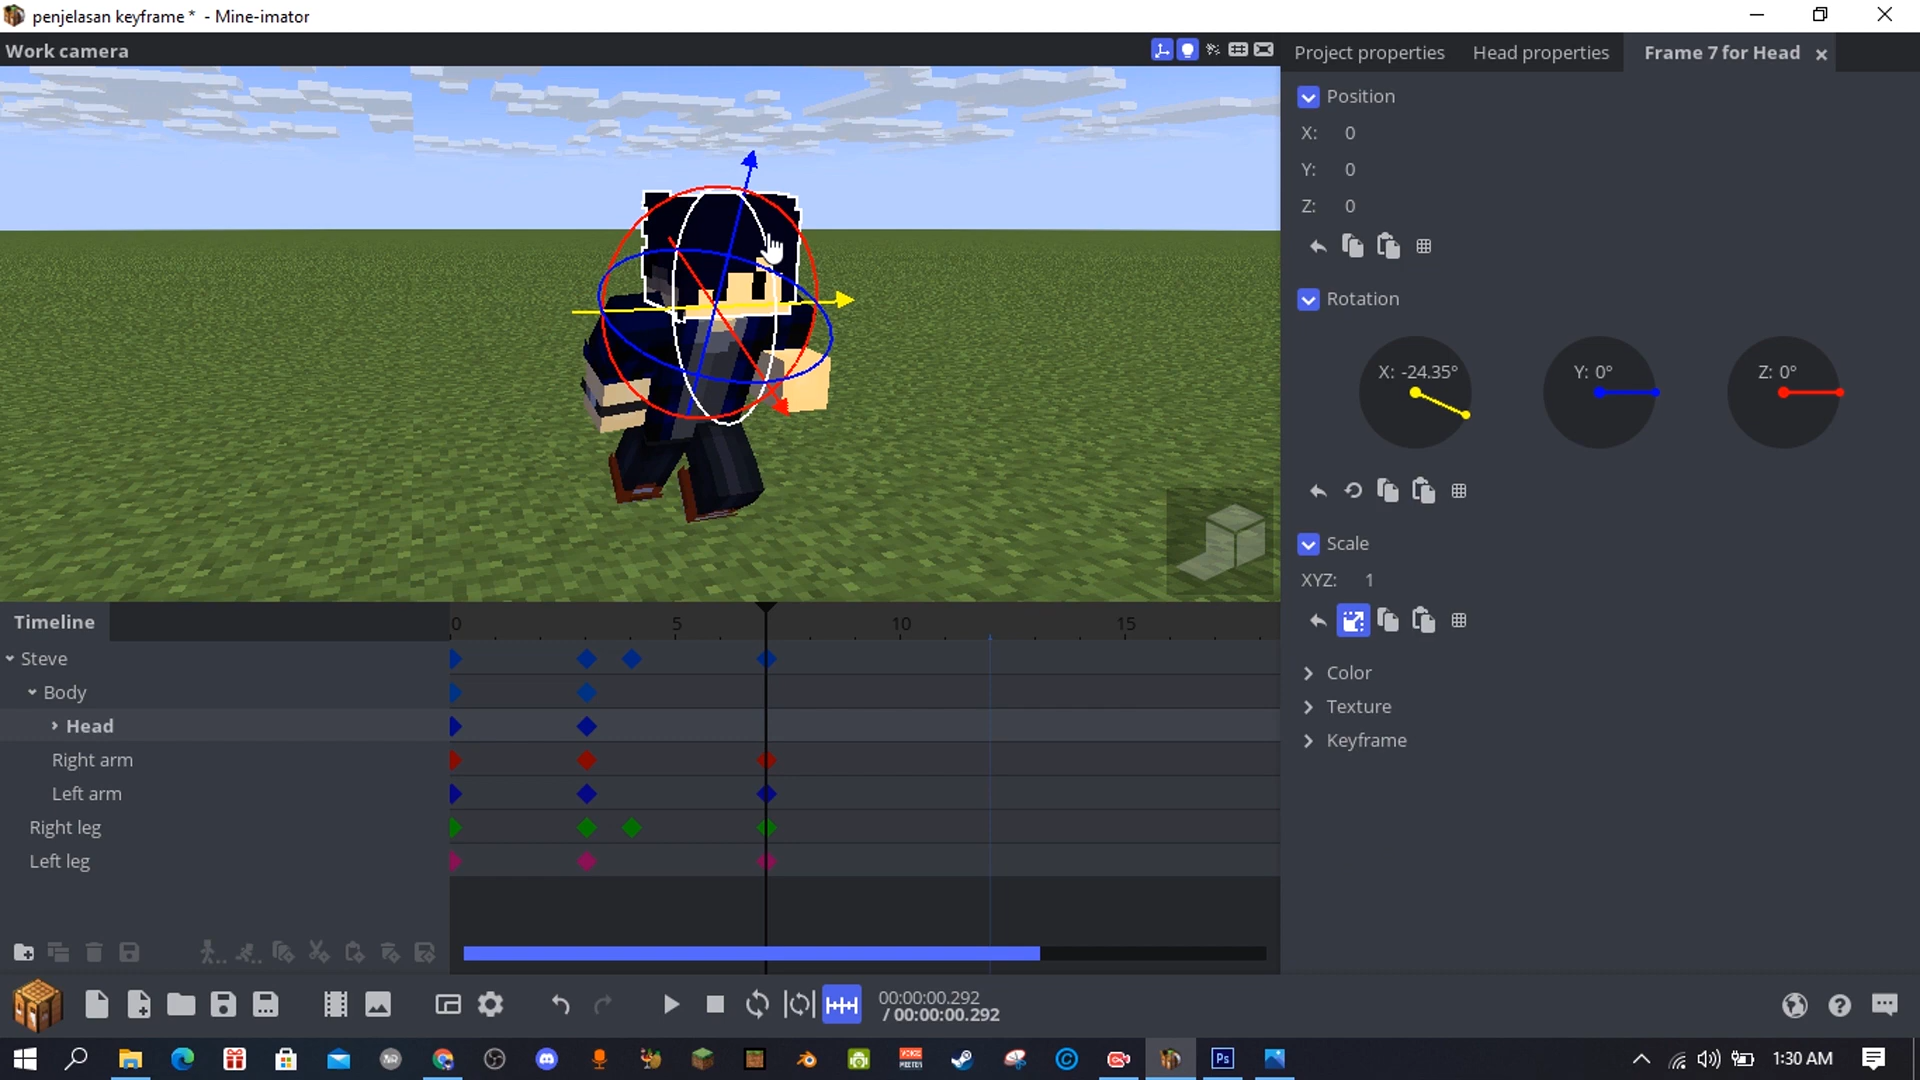 penjelasan keyframe * - Mine-imator
Work camera
Project properties
Head properties
Frame 7 for Head
Position
X: 0
Y: 0
Z: 0
Rotation
X: -24.35°
Y: 0°
Z: 0°
Scale
XYZ: 1
Color
Texture
Keyframe
Timeline
0 5 10 15
Steve
Body
Head
Right arm
Left arm
Right leg
Left leg
00:00:00.292
/ 00:00:00.292
Ps
1:30 AM